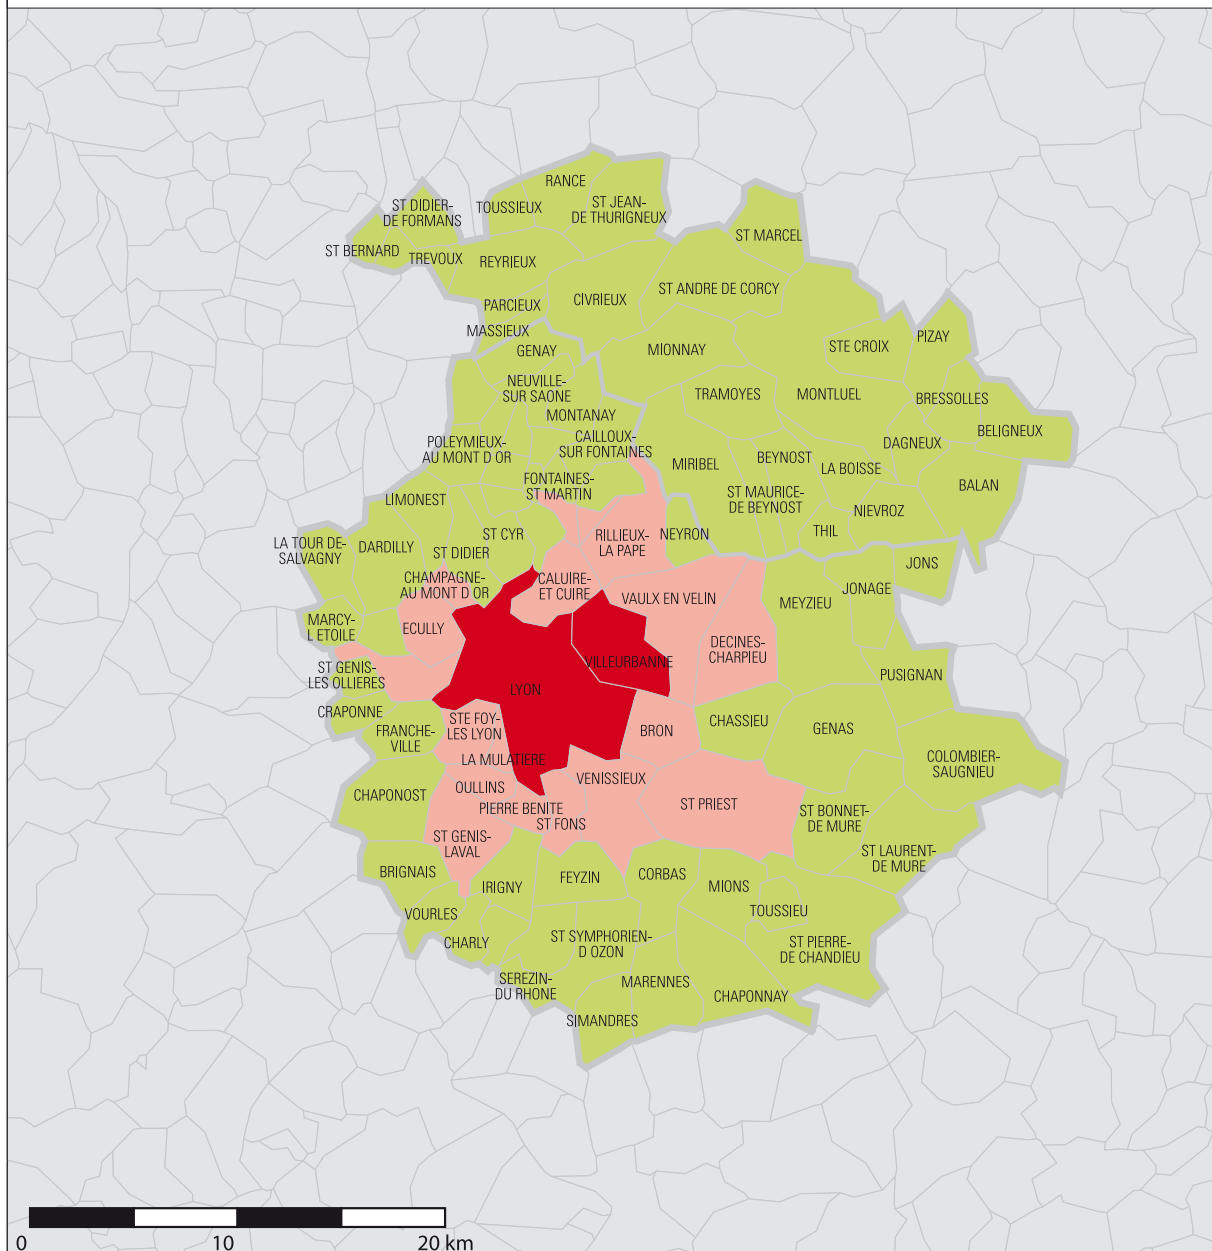 RANCE
ST DIDIER-
DE FORMANS
TOUSSIEUX
ST JEAN-
DE THURIGNEUX
ST MARCEL
ST BERNARD
TREVOUX
REYRIEUX
ST ANDRE DE CORCY
PARCIEUX
CIVRIEUX
MASSIEUX
GENAY
MIONNAY
STE CROIX
PIZAY
NEUVILLE-
SUR SAONE
TRAMOYES
MONTLUEL
BRESSOLLES
MONTANAY
BELIGNEUX
POLEYMIEUX-
AU MONT D OR
CAILLOUX-
SUR FONTAINES
DAGNEUX
MIRIBEL
BEYNOST
LA BOISSE
FONTAINES-
ST MARTIN
BALAN
LIMONEST
ST MAURICE-
DE BEYNOST
NIEVROZ
THIL
ST CYR
RILLIEUX-
LA PAPE
NEYRON
LA TOUR DE-
SALVAGNY
DARDILLY
ST DIDIER
JONS
CHAMPAGNE-
AU MONT D OR
CALUIRE-
ET CUIRE
VAULX EN VELIN
MEYZIEU
JONAGE
MARCY-
L ETOILE
ECULLY
DECINES-
CHARPIEU
VILLEURBANNE
ST GENIS-
LES OLLIERES
PUSIGNAN
LYON
CRAPONNE
STE FOY-
LES LYON
CHASSIEU
FRANCHE-
VILLE
BRON
GENAS
LA MULATIERE
COLOMBIER-
SAUGNIEU
VENISSIEUX
OULLINS
CHAPONOST
PIERRE BENITE
ST PRIEST
ST FONS
ST BONNET-
DE MURE
ST GENIS-
LAVAL
ST LAURENT-
DE MURE
BRIGNAIS
IRIGNY
FEYZIN
CORBAS
MIONS
VOURLES
TOUSSIEU
CHARLY
ST SYMPHORIEN-
D OZON
ST PIERRE-
DE CHANDIEU
SEREZIN-
DU RHONE
MARENNES
CHAPONNAY
SIMANDRES
0 10 20 km